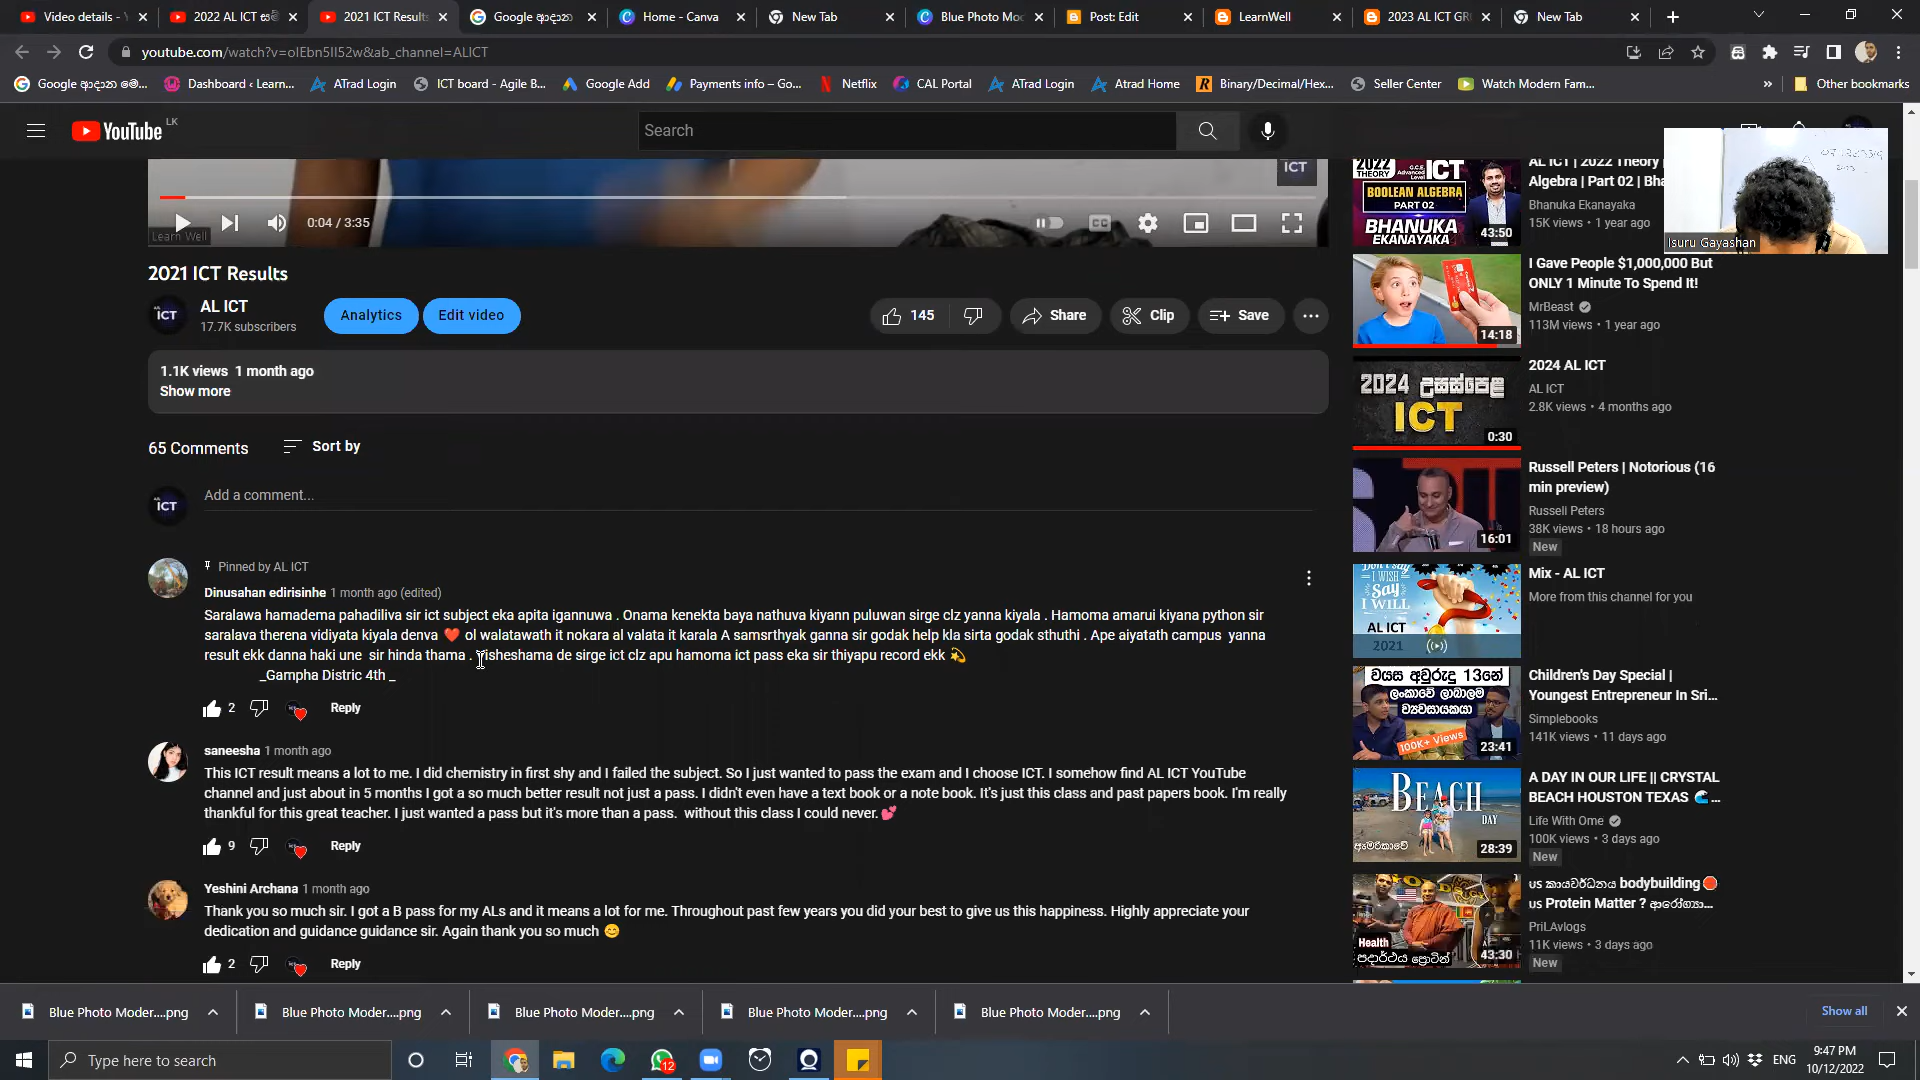 Video details - Y
2022 AL ICT සම්
2021 ICT Results
Google ආදාන
Home - Canva
New Tab
Blue Photo Mo
Post: Edit
LearnWell
2023 AL ICT GR
New Tab
youtube.com/watch?v=olEbn5Il52w&ab_channel=ALICT
Google ආදාන මෙ...
Dashboard ‹ Learn...
ATrad Login
ICT board - Agile B...
Google Add
Payments info – Go...
Netflix
CAL Portal
ATrad Login
Atrad Home
Binary/Decimal/Hex...
Seller Center
Watch Modern Fam...
»
Other bookmarks
YouTube LK
Search
ICT
0:04 / 3:35
CC
Learn Well
2021 ICT Results
ICT
AL ICT
17.7K subscribers
Analytics
Edit video
145
Share
Clip
Save
1.1K views 1 month ago
Show more
65 Comments
Sort by
ICT
Add a comment...
Pinned by AL ICT
Dinusahan edirisinhe 1 month ago (edited)
Saralawa hamadema pahadiliva sir ict subject eka apita igannuwa . Onama kenekta baya nathuva kiyann puluwan sirge clz yanna kiyala . Hamoma amarui kiyana python sir
saralava therena vidiyata kiyala denva ❤️ ol walatawath it nokara al valata it karala A samsrthyak ganna sir godak help kla sirta godak sthuthi . Ape aiyatath campus yanna
result ekk danna haki une sir hinda thama . Visheshama de sirge ict clz apu hamoma ict pass eka sir thiyapu record ekk 💫
_Gampha Distric 4th _
2
Reply
saneesha 1 month ago
This ICT result means a lot to me. I did chemistry in first shy and I failed the subject. So I just wanted to pass the exam and I choose ICT. I somehow find AL ICT YouTube
channel and just about in 5 months I got a so much better result not just a pass. I didn't even have a text book or a note book. It's just this class and past papers book. I'm really
thankful for this great teacher. I just wanted a pass but it's more than a pass. without this class I could never. 💕
9
Reply
Yeshini Archana 1 month ago
Thank you so much sir. I got a B pass for my ALs and it means a lot for me. Throughout past few years you did your best to give us this happiness. Highly appreciate your
dedication and guidance guidance sir. Again thank you so much 😊
2
Reply
2022 THEORY
G.C.E. Advanced Level ICT
BOOLEAN ALGEBRA
PART 02
BHANUKA
EKANAYAKA
43:50
AL ICT | 2022 Theory
Algebra | Part 02 | Bha
Bhanuka Ekanayaka
15K views • 1 year ago
Isuru Gayashan
14:18
I Gave People $1,000,000 But
ONLY 1 Minute To Spend It!
MrBeast
113M views • 1 year ago
2024 උසස්පෙළ
ICT
0:30
2024 AL ICT
AL ICT
2.8K views • 4 months ago
16:01
Russell Peters | Notorious (16
min preview)
Russell Peters
38K views • 18 hours ago
New
Don't say
I WISH
Say
I WILL
AL ICT
2021
Mix - AL ICT
More from this channel for you
වයස අවුරුදු 13නේ
ලංකාවේ ලාබාලම
ව්‍යවසායකයා
100K+ Views
23:41
Children's Day Special |
Youngest Entrepreneur In Sri...
Simplebooks
141K views • 11 days ago
BEACH
DAY
28:39
A DAY IN OUR LIFE || CRYSTAL
BEACH HOUSTON TEXAS 🌊...
Life With Ome
100K views • 3 days ago
New
Health
පදාර්ථය ප්‍රොටින්
43:30
us කායවර්ධනය bodybuilding🛑
us Protein Matter ?
PriLAvlogs
11K views • 3 days ago
New
Blue Photo Moder....png
Blue Photo Moder....png
Blue Photo Moder....png
Blue Photo Moder....png
Blue Photo Moder....png
Show all
Type here to search
12
ENG
9:47 PM
10/12/2022